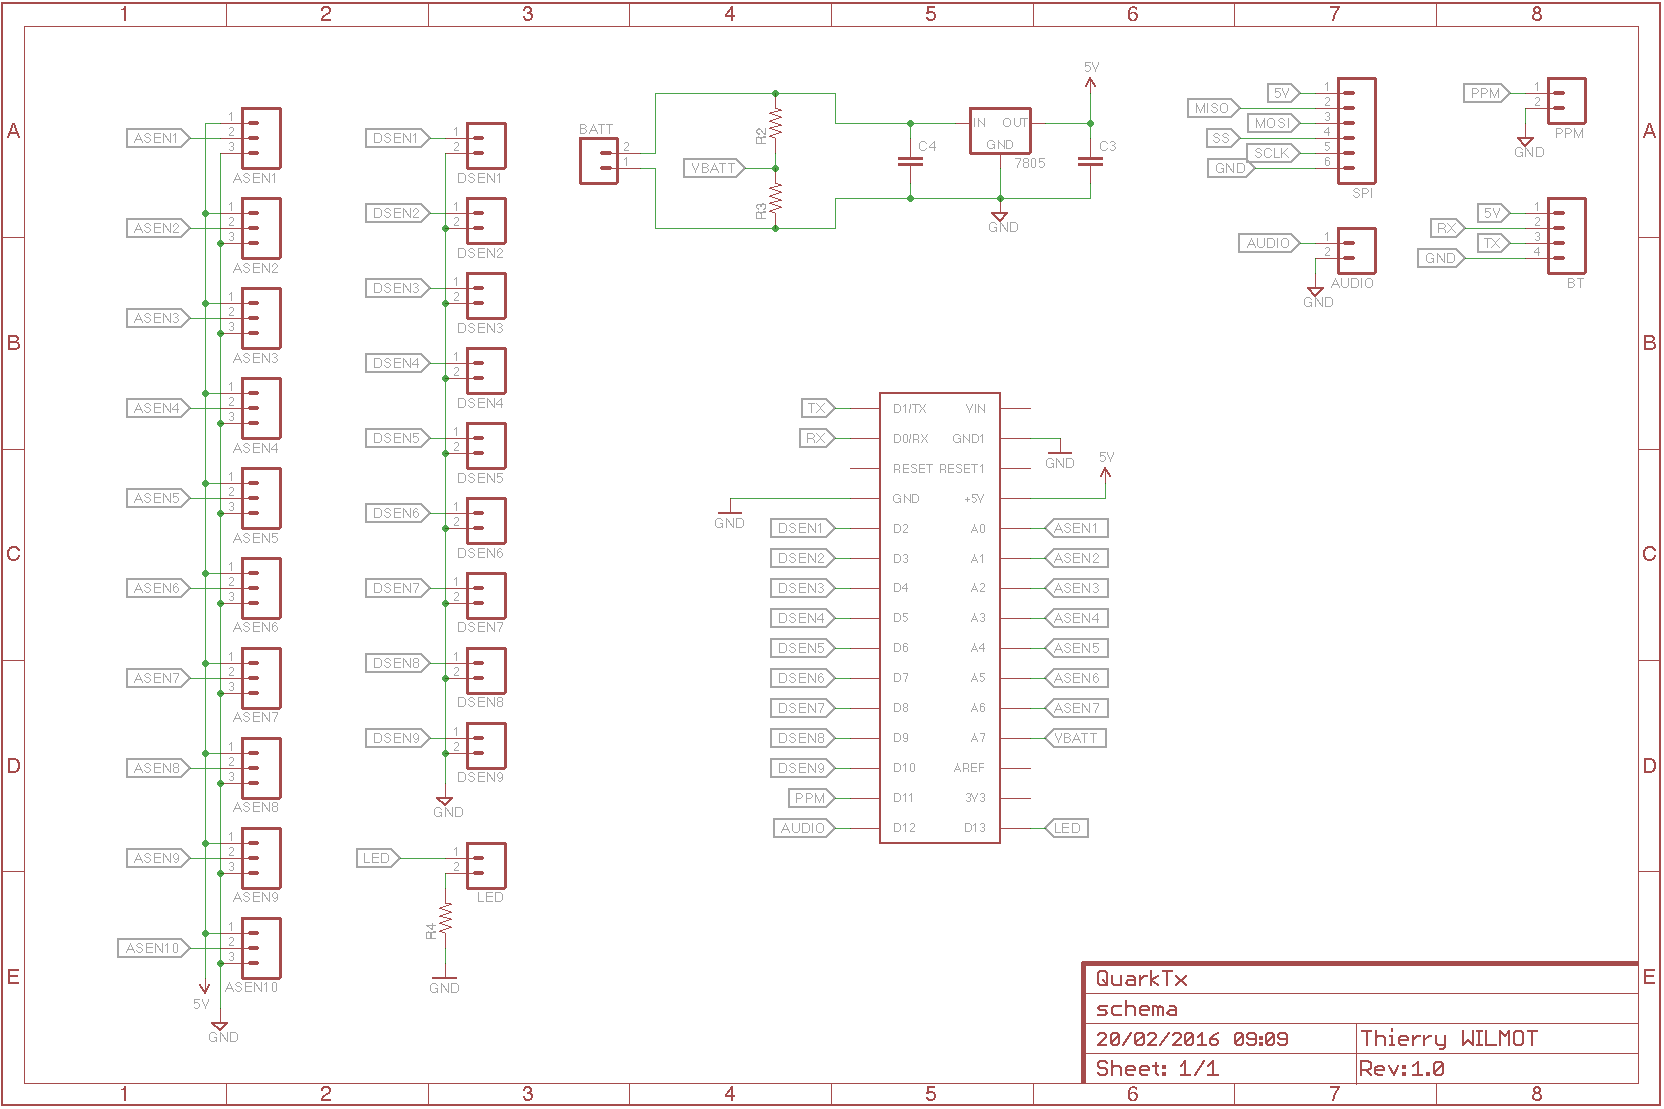 1 2 3 4 5 6 7 8
A
B
C
D
E
ASEN1
1
2
3
ASEN1
ASEN2
1
2
3
ASEN2
ASEN3
1
2
3
ASEN3
ASEN4
1
2
3
ASEN4
ASEN5
1
2
3
ASEN5
ASEN6
1
2
3
ASEN6
ASEN7
1
2
3
ASEN7
ASEN8
1
2
3
ASEN8
ASEN9
1
2
3
ASEN9
ASEN10
1
2
3
ASEN10
5V
GND
DSEN1
1
2
DSEN1
DSEN2
1
2
DSEN2
DSEN3
1
2
DSEN3
DSEN4
1
2
DSEN4
DSEN5
1
2
DSEN5
DSEN6
1
2
DSEN6
DSEN7
1
2
DSEN7
DSEN8
1
2
DSEN8
DSEN9
1
2
DSEN9
GND
LED
1
2
LED
R4
GND
BATT
2
1
VBATT
R2
R3
C4
IN OUT
GND
7805
GND
5V
C3
5V 1
MISO 2
MOSI 3
SS 4
SCLK 5
GND 6
SPI
AUDIO 1
2
AUDIO
GND
PPM 1
2
PPM
GND
5V 1
RX 2
TX 3
GND 4
BT
TX D1/TX VIN
RX D0/RX GND1
GND
RESET RESET1
5V
GND +5V
GND
DSEN1 D2 A0 ASEN1
DSEN2 D3 A1 ASEN2
DSEN3 D4 A2 ASEN3
DSEN4 D5 A3 ASEN4
DSEN5 D6 A4 ASEN5
DSEN6 D7 A5 ASEN6
DSEN7 D8 A6 ASEN7
DSEN8 D9 A7 VBATT
DSEN9 D10 AREF
PPM D11 3V3
AUDIO D12 D13 LED
A
B
C
D
E
QuarkTx
schema
20/02/2016 09:09 Thierry WILMOT
Sheet: 1/1 Rev:1.0
1 2 3 4 5 6 7 8